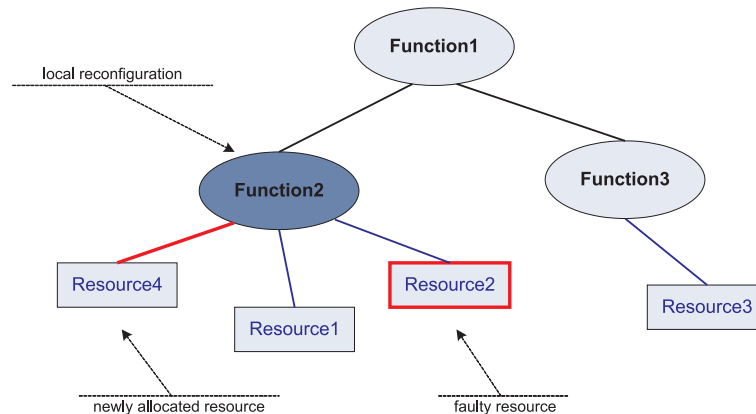 Function1
local reconfiguration
Function2
Function3
Resource4
Resource2
Resource1
Resource3
newly allocated resource
faulty resource